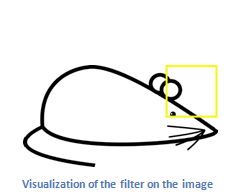 Visualization of the filter on the image